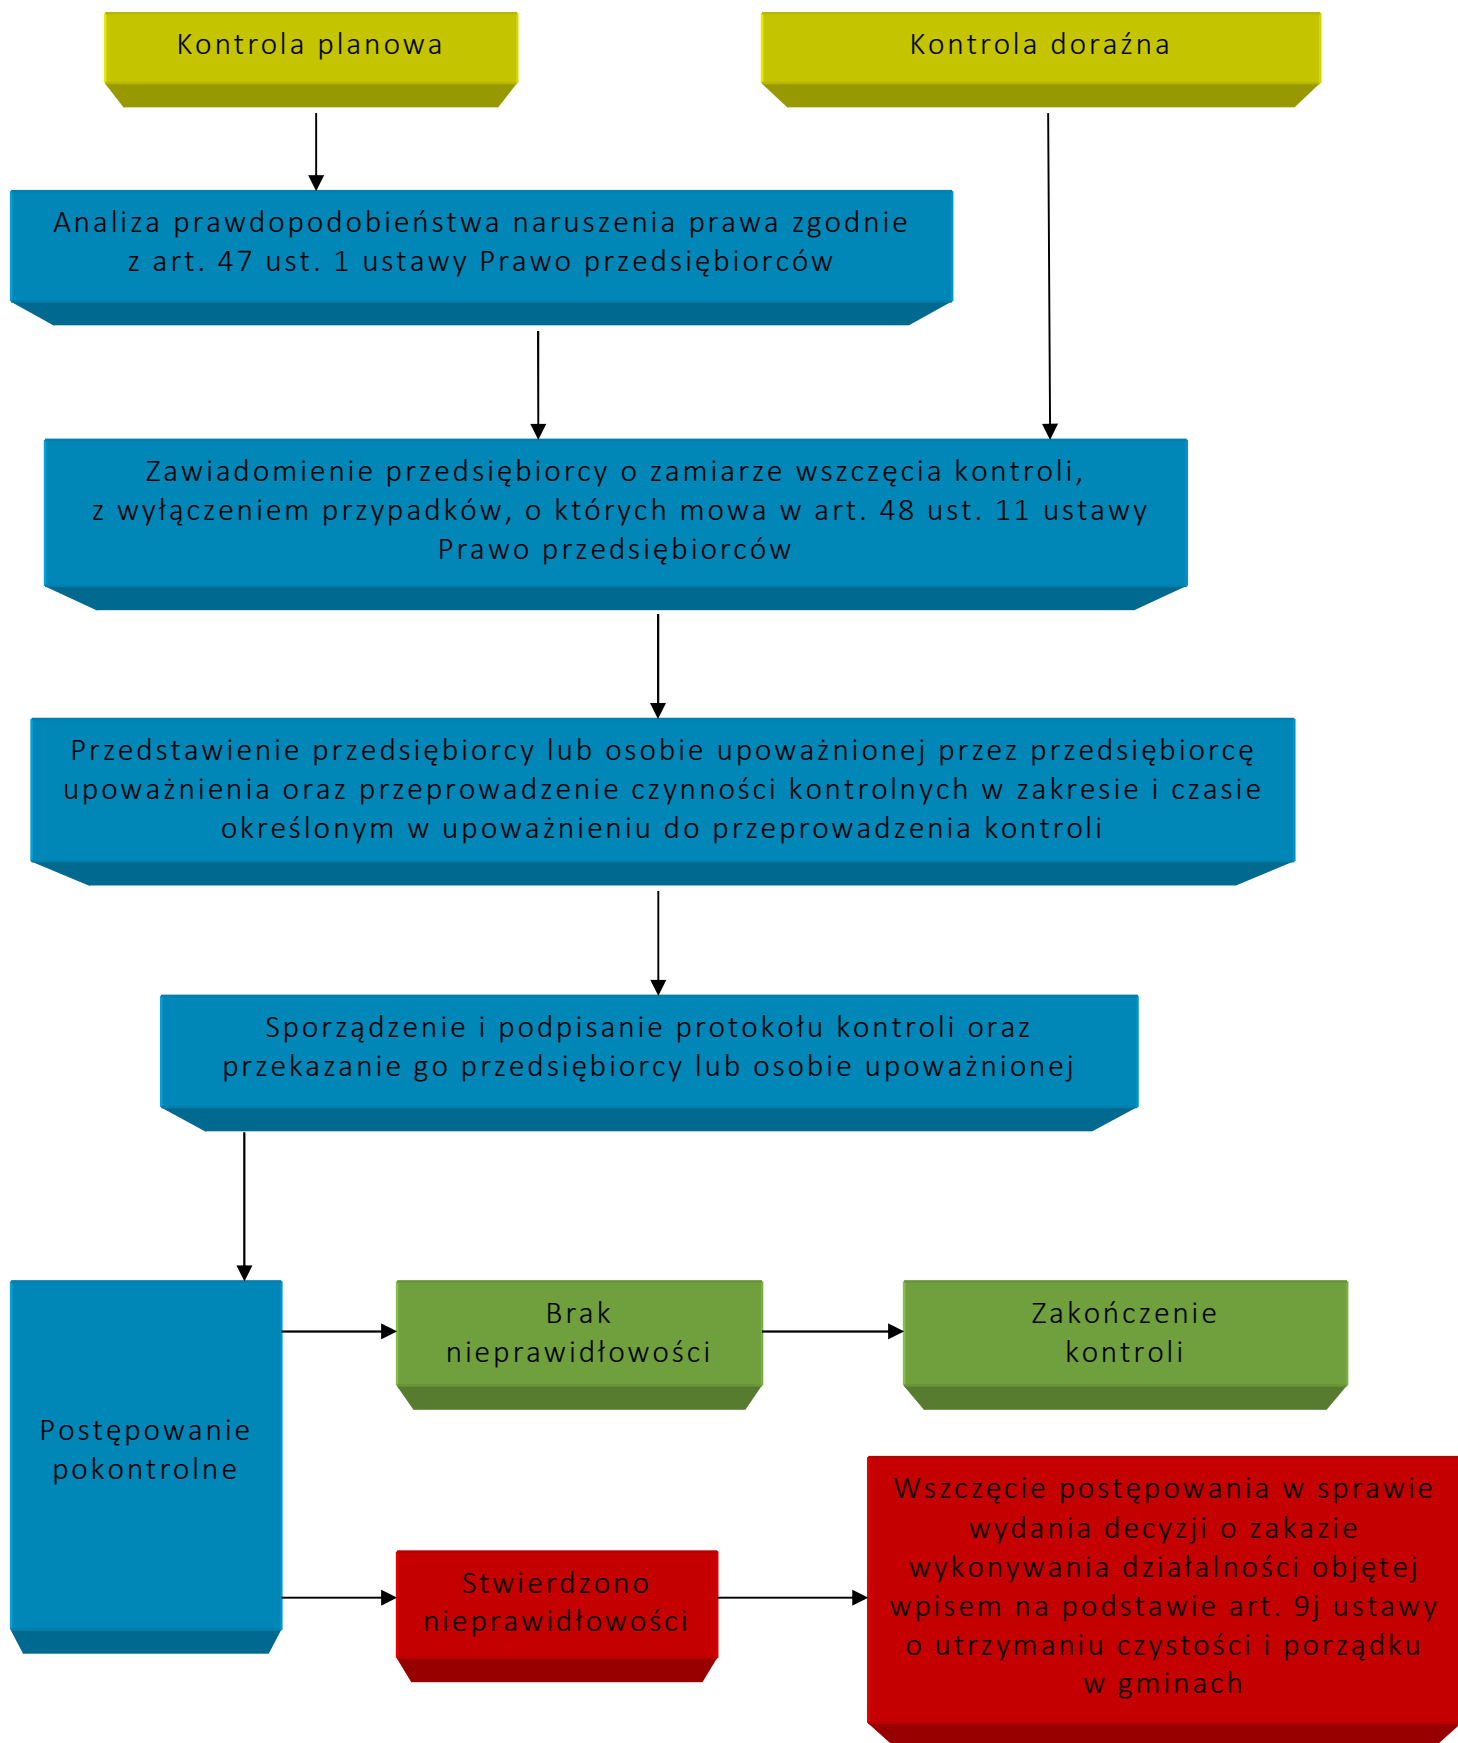 Kontrola planowa
Kontrola doraźna
Analiza prawdopodobieństwa naruszenia prawa zgodnie
z art. 47 ust. 1 ustawy Prawo przedsiębiorców
Zawiadomienie przedsiębiorcy o zamiarze wszczęcia kontroli,
z wyłączeniem przypadków, o których mowa w art. 48 ust. 11 ustawy
Prawo przedsiębiorców
Przedstawienie przedsiębiorcy lub osobie upoważnionej przez przedsiębiorcę
upoważnienia oraz przeprowadzenie czynności kontrolnych w zakresie i czasie
określonym w upoważnieniu do przeprowadzenia kontroli
Sporządzenie i podpisanie protokołu kontroli oraz
przekazanie go przedsiębiorcy lub osobie upoważnionej
Postępowanie
pokontrolne
Brak
nieprawidłowości
Zakończenie
kontroli
Stwierdzono
nieprawidłowości
Wszczęcie postępowania w sprawie
wydania decyzji o zakazie
wykonywania działalności objętej
wpisem na podstawie art. 9j ustawy
o utrzymaniu czystości i porządku
w gminach